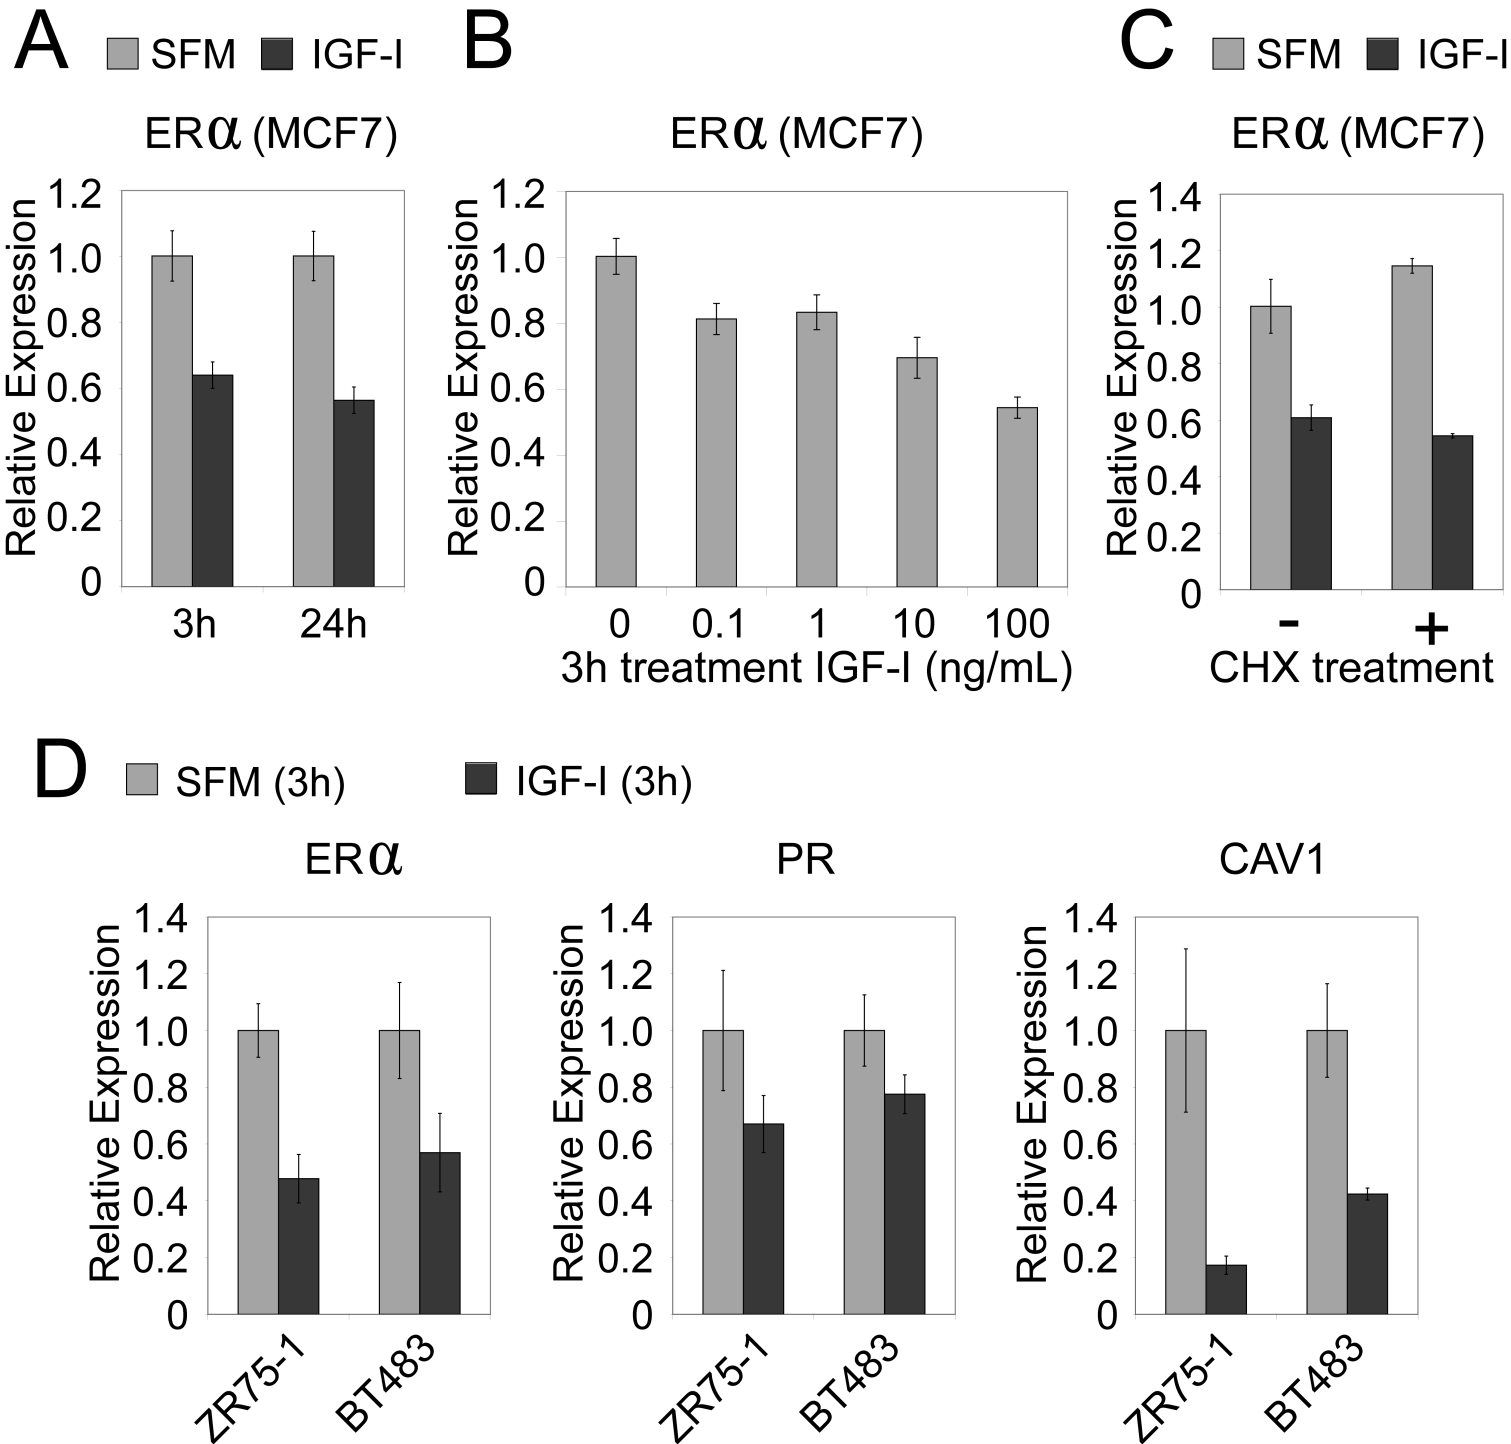 A SFM IGF-I
ERα (MCF7)
Relative Expression
1.2
1.0
0.8
0.6
0.4
0.2
0
3h 24h
B
ERα (MCF7)
Relative Expression
1.2
1.0
0.8
0.6
0.4
0.2
0
0 0.1 1 10 100
3h treatment IGF-I (ng/mL)
C SFM IGF-I
ERα (MCF7)
Relative Expression
1.4
1.2
1.0
0.8
0.6
0.4
0.2
0
- +
CHX treatment
D SFM (3h) IGF-I (3h)
ERα
Relative Expression
1.4
1.2
1.0
0.8
0.6
0.4
0.2
0
ZR75-1 BT483
PR
Relative Expression
1.4
1.2
1.0
0.8
0.6
0.4
0.2
0
ZR75-1 BT483
CAV1
Relative Expression
1.4
1.2
1.0
0.8
0.6
0.4
0.2
0
ZR75-1 BT483